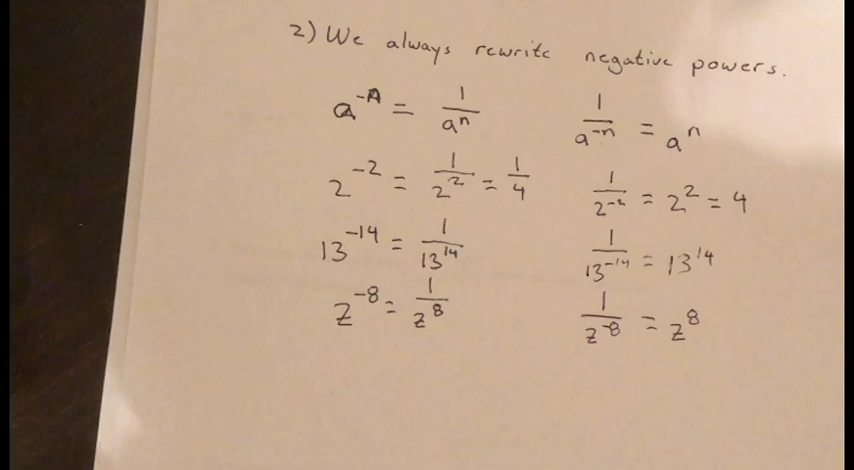 2) We always rewrite negative powers.
a^-n = 1/a^n    1/a^-n = a^n
2^-2 = 1/2^2 = 1/4    1/2^-2 = 2^2 = 4
13^-14 = 1/13^14    1/13^-14 = 13^14
z^-8 = 1/z^8    1/z^-8 = z^8